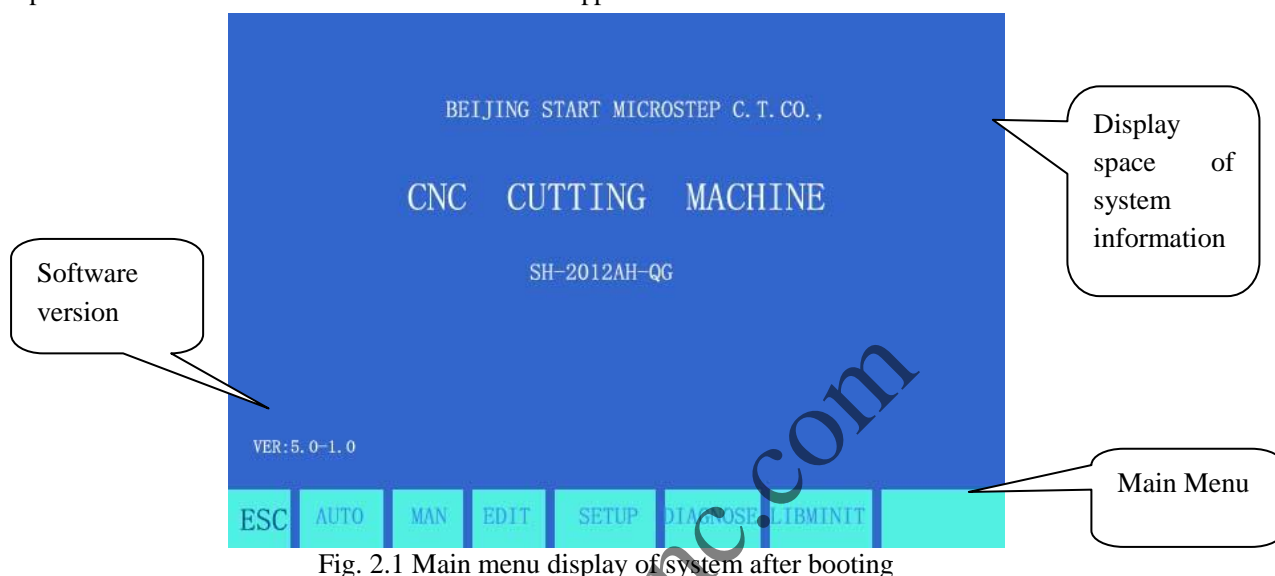 BEIJING START MICROSTEP C.T.CO.,
CNC CUTTING MACHINE
SH-2012AH-QG
Display
space of
system
information
Software
version
VER:5.0-1.0
Main Menu
ESC AUTO MAN EDIT SETUP DIAGNOSE LIBMINIT
nc.com
Fig. 2.1 Main menu display of system after booting